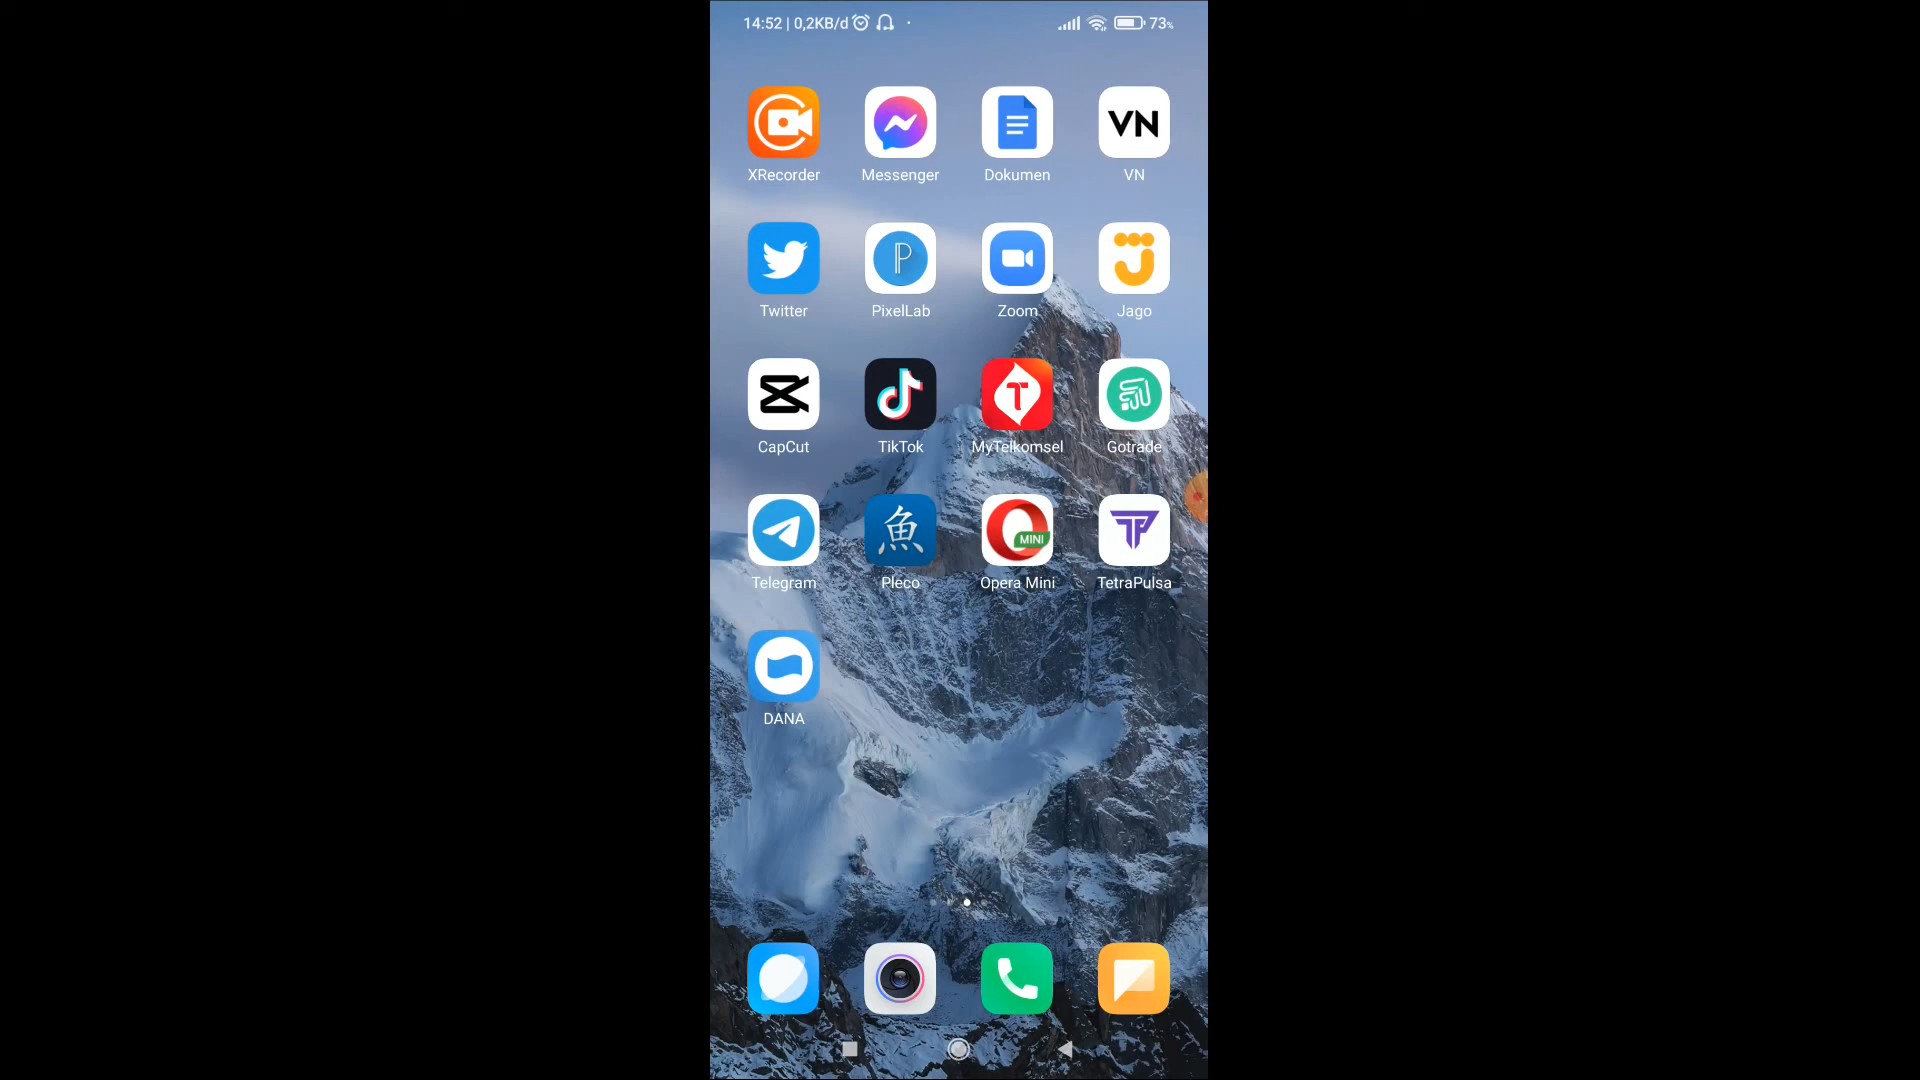 14:52 | 0,2KB/d 73%
XRecorder Messenger Dokumen VN
VN
Twitter PixelLab Zoom Jago
P
CapCut TikTok MyTelkomsel Gotrade
T
魚 MINI
Telegram Pleco Opera Mini TetraPulsa
DANA